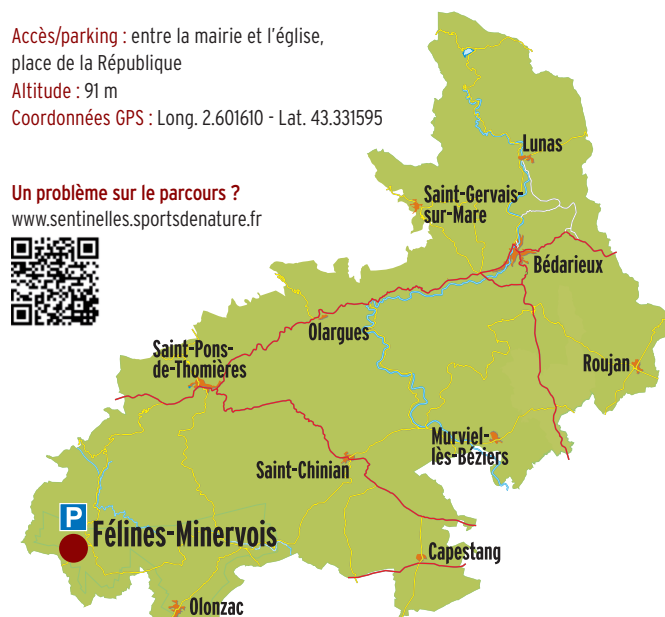 Accès/parking : entre la mairie et l'église,
place de la République
Altitude : 91 m
Coordonnées GPS : Long. 2.601610 - Lat. 43.331595
Un problème sur le parcours ?
www.sentinelles.sportsdenature.fr
Lunas
Saint-Gervais-
sur-Mare
Bédarieux
Olargues
Saint-Pons-
de-Thomières
Roujan
Murviel-
lès-Béziers
Saint-Chinian
P
Félines-Minervois
Capestang
Olonzac